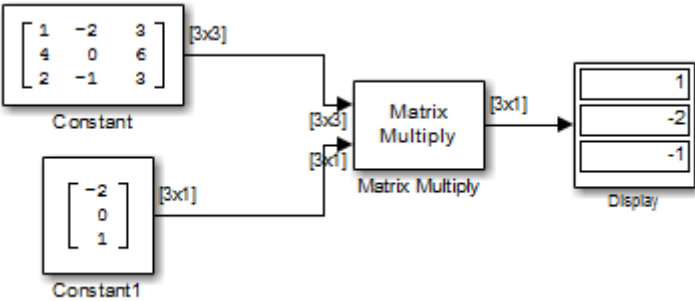 1 -2 3
4 0 6
2 -1 3
[3x3]
Constant
-2
0
1
[3x1]
Constant1
[3x3]
[3x1]
Matrix
Multiply
Matrix Multiply
[3x1]
1
-2
-1
Display